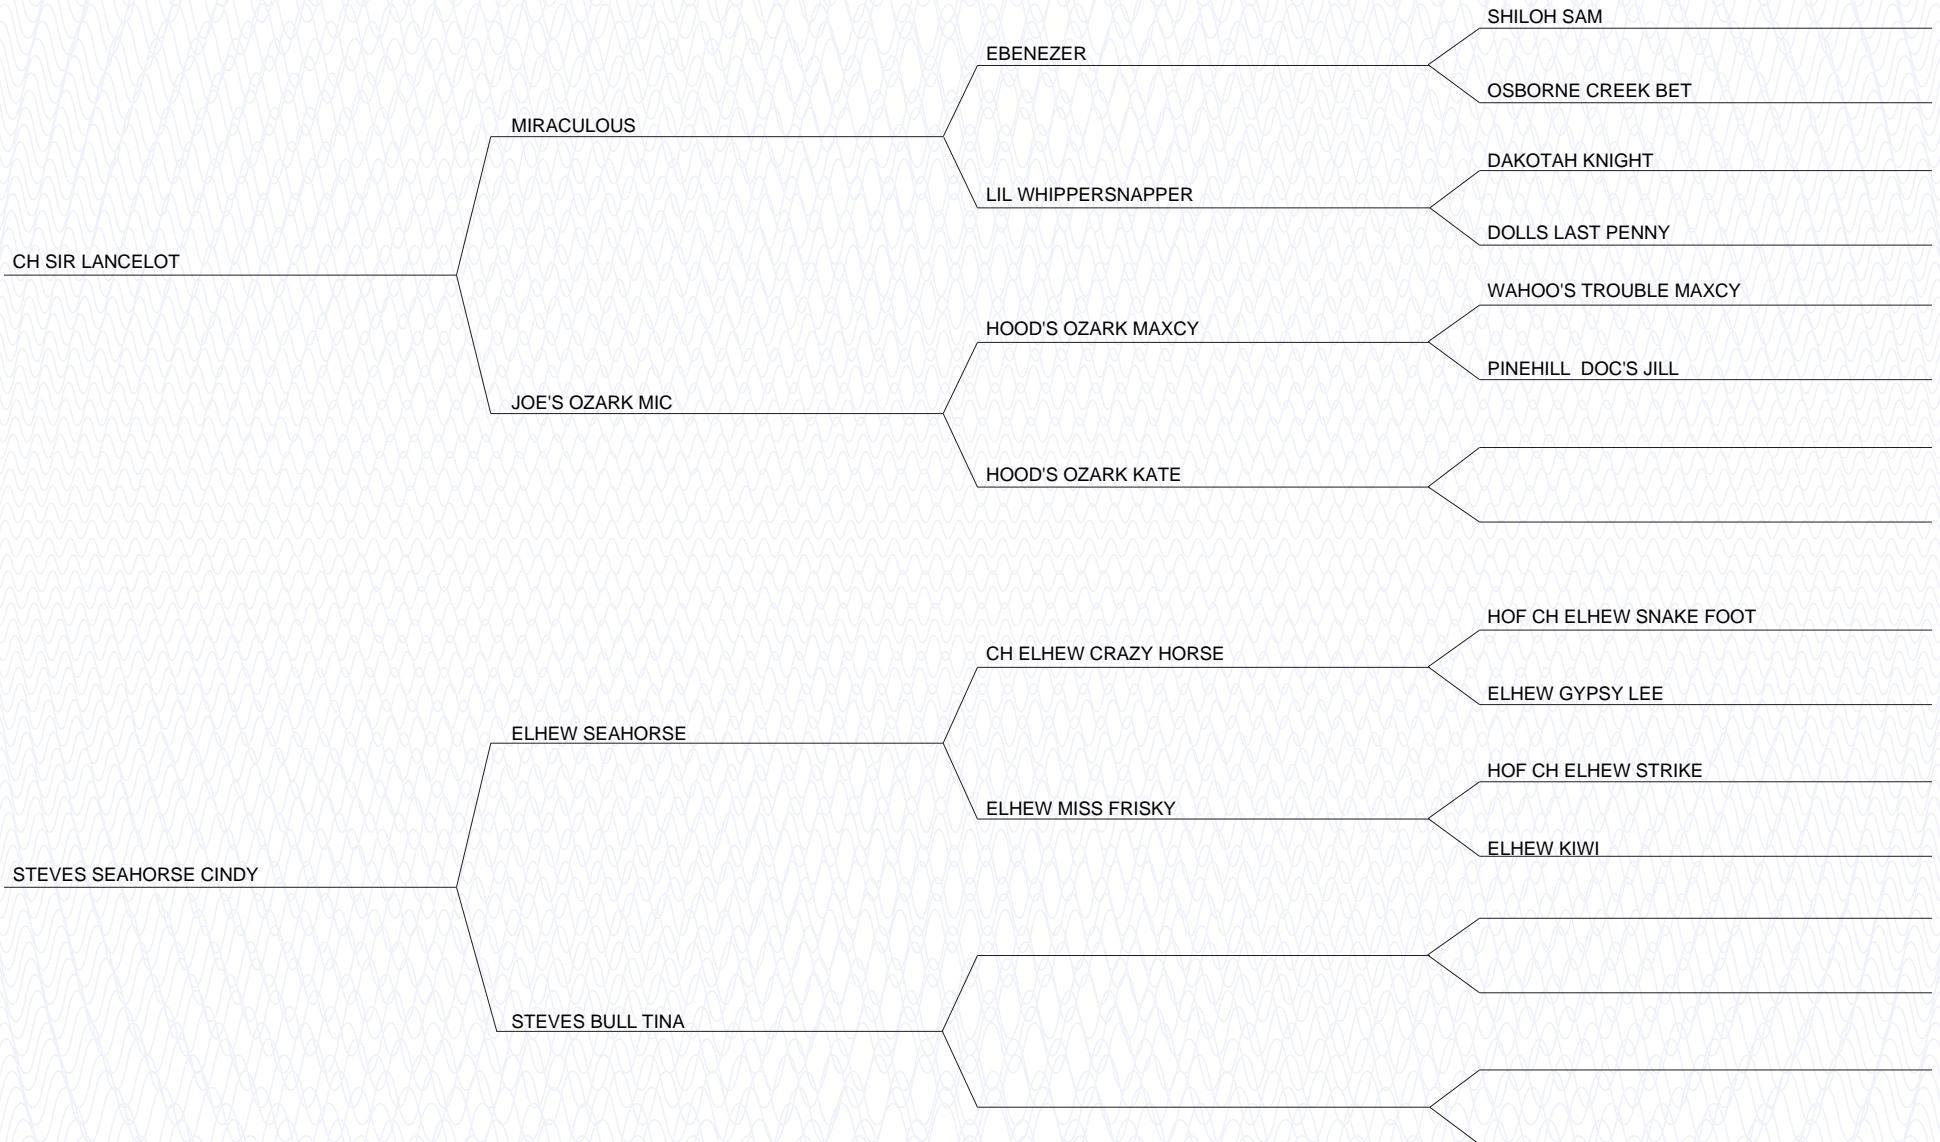 SHILOH SAM
EBENEZER
OSBORNE CREEK BET
MIRACULOUS
DAKOTAH KNIGHT
LIL WHIPPERSNAPPER
DOLLS LAST PENNY
CH SIR LANCELOT
WAHOO'S TROUBLE MAXCY
HOOD'S OZARK MAXCY
PINEHILL  DOC'S JILL
JOE'S OZARK MIC
HOOD'S OZARK KATE
HOF CH ELHEW SNAKE FOOT
CH ELHEW CRAZY HORSE
ELHEW GYPSY LEE
ELHEW SEAHORSE
HOF CH ELHEW STRIKE
ELHEW MISS FRISKY
ELHEW KIWI
STEVES SEAHORSE CINDY
STEVES BULL TINA